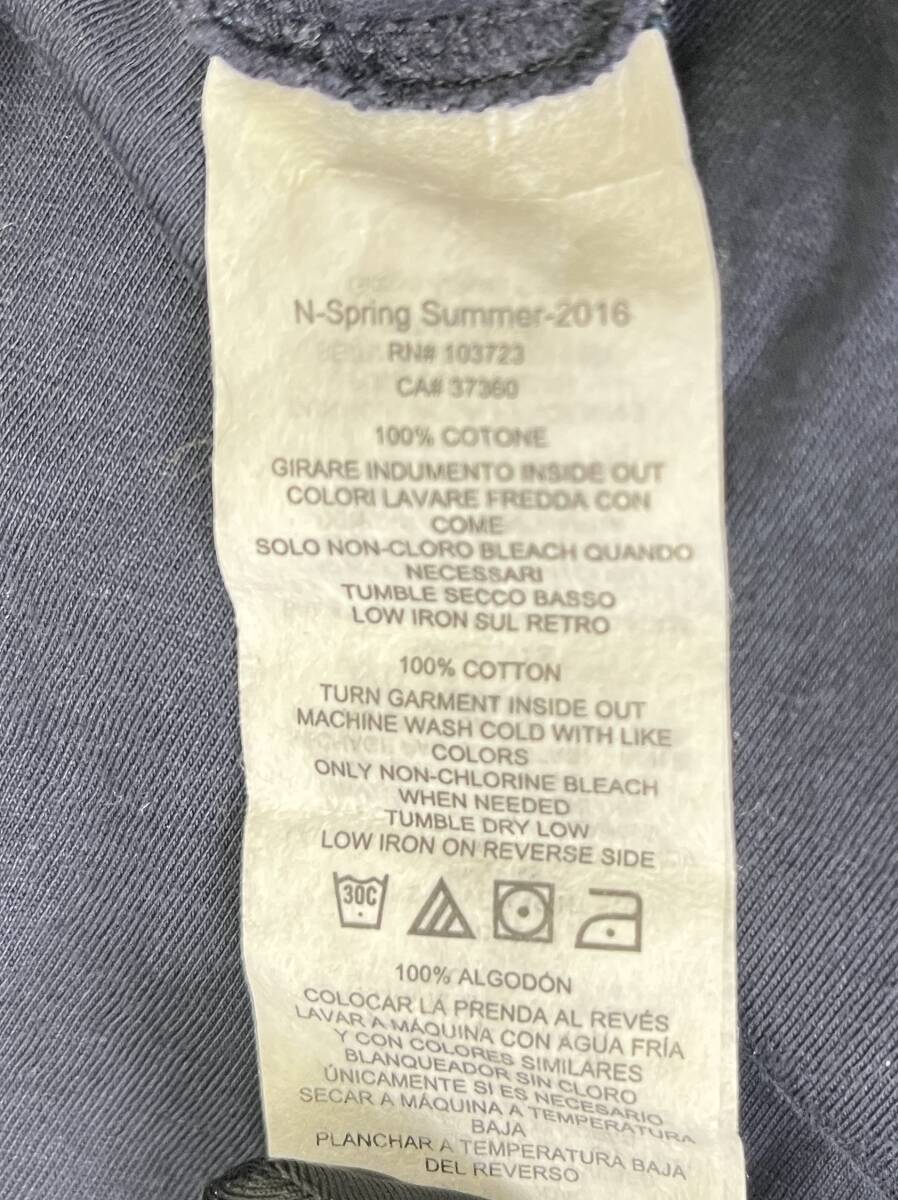 N-Spring Summer-2016
RN# 103723
CA# 37360
100% COTONE
GIRARE INDUMENTO INSIDE OUT
COLORI LAVARE FREDDA CON
COME
SOLO NON-CLORO BLEACH QUANDO
NECESSARI
TUMBLE SECCO BASSO
LOW IRON SUL RETRO
100% COTTON
TURN GARMENT INSIDE OUT
MACHINE WASH COLD WITH LIKE
COLORS
ONLY NON-CHLORINE BLEACH
WHEN NEEDED
TUMBLE DRY LOW
LOW IRON ON REVERSE SIDE
30C
100% ALGODÓN
COLOCAR LA PRENDA AL REVÉS
LAVAR A MÁQUINA CON AGUA FRÍA
Y CON COLORES SIMILARES
BLANQUEADOR SIN CLORO
ÚNICAMENTE SI ES NECESARIO
SECAR A MÁQUINA A TEMPERATURA
BAJA
PLANCHAR A TEMPERATURA BAJA
DEL REVERSO